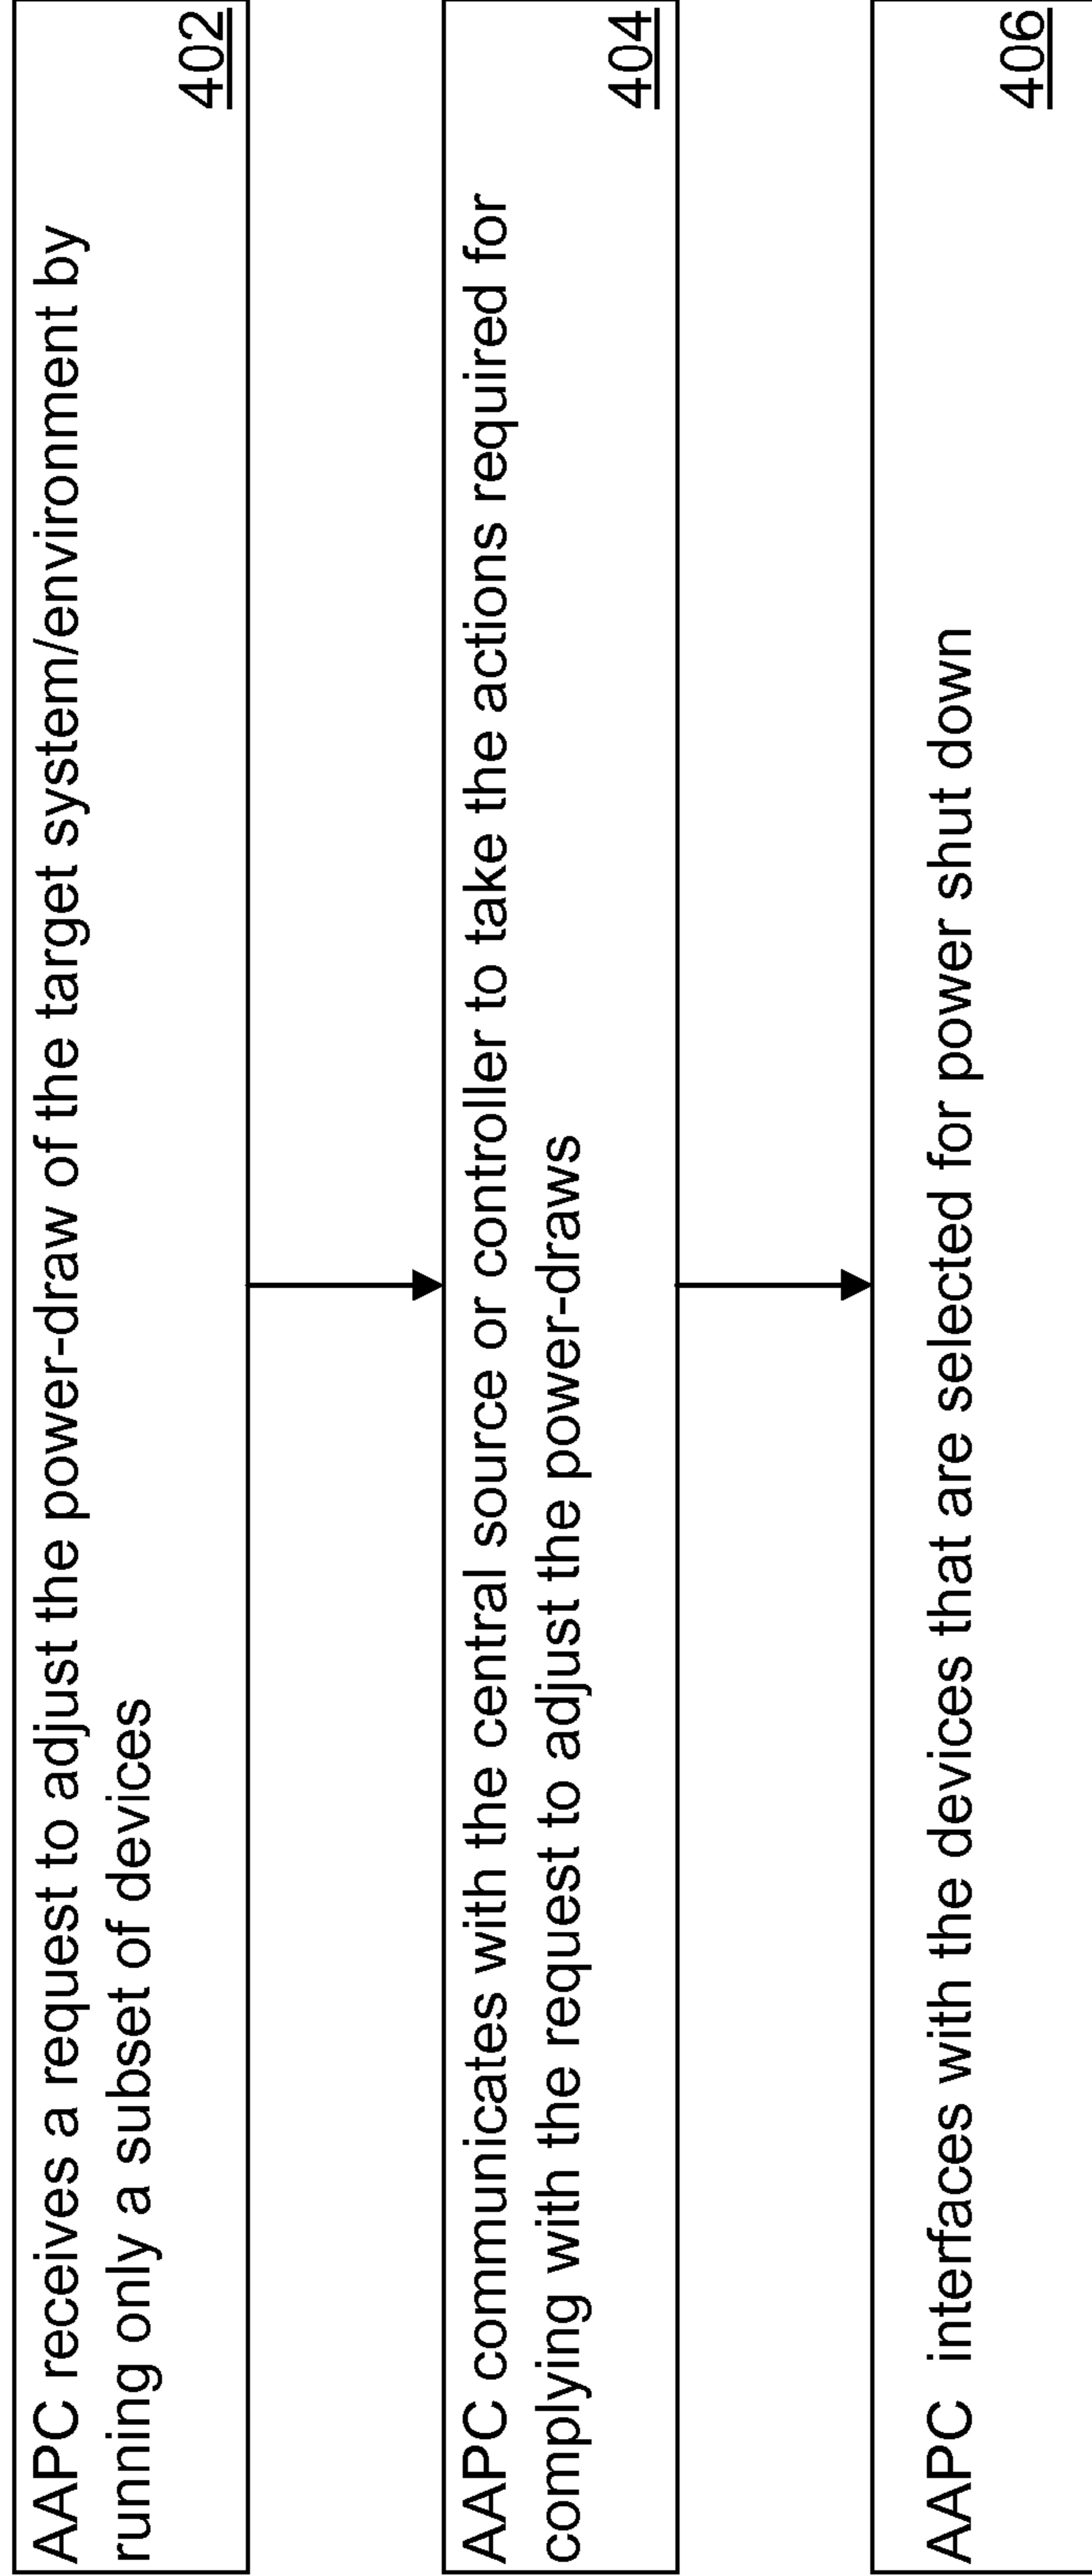 AAPC receives a request to adjust the power-draw of the target system/environment by
running only a subset of devices
402
AAPC communicates with the central source or controller to take the actions required for
complying with the request to adjust the power-draws
404
AAPC interfaces with the devices that are selected for power shut down
406